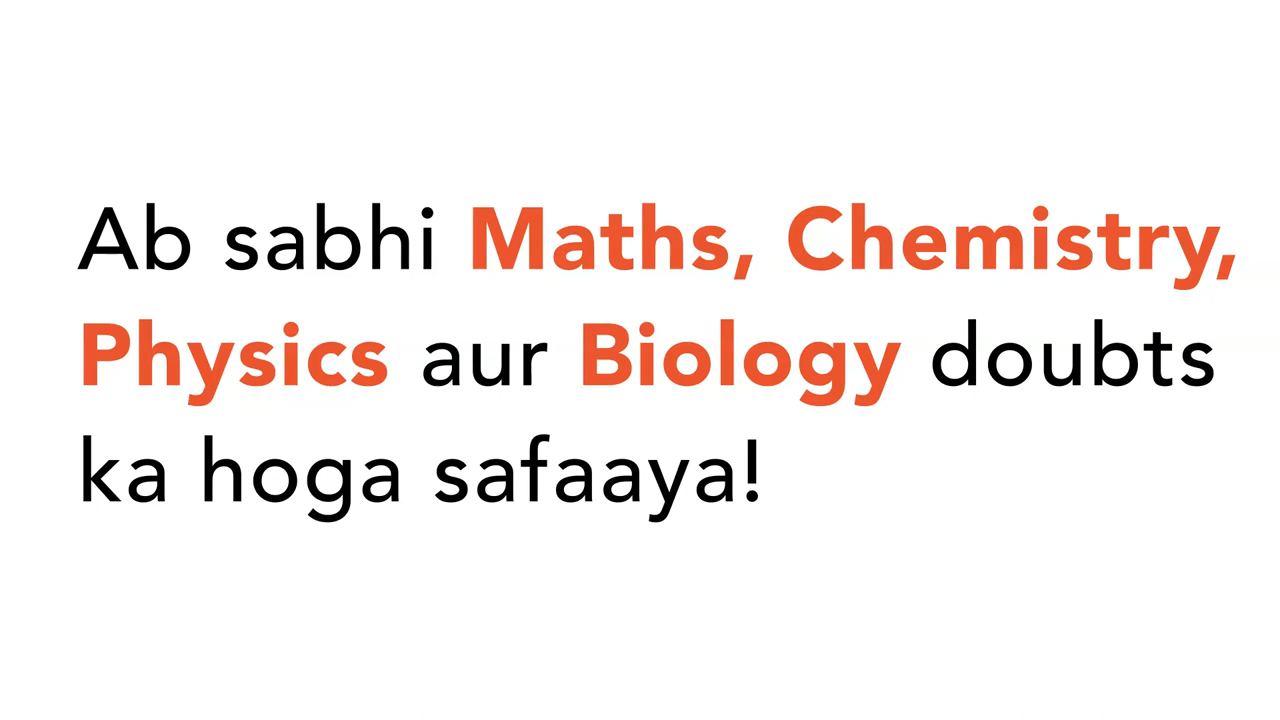 Ab sabhi Maths, Chemistry,
Physics aur Biology doubts
ka hoga safaaya!